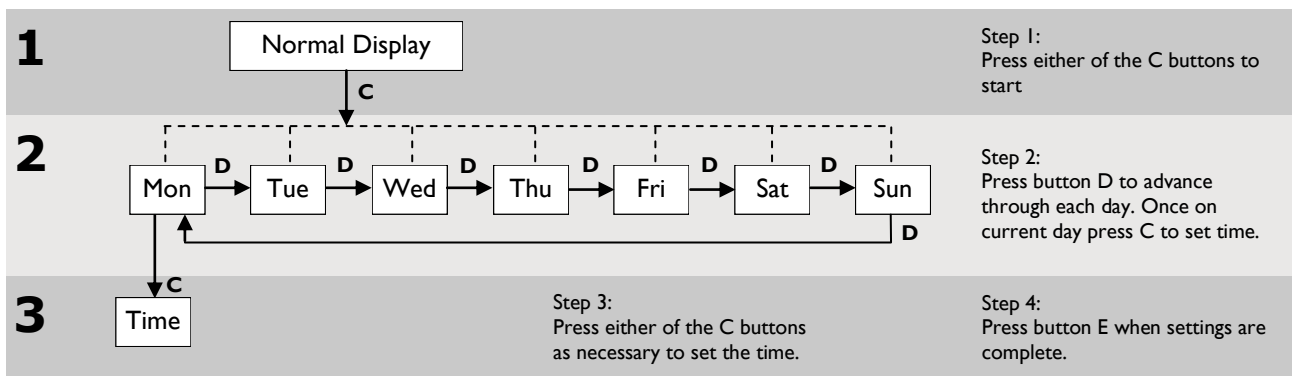 1
Normal Display
C
Step 1:
Press either of the C buttons to
start
2
D D D D D D
Mon Tue Wed Thu Fri Sat Sun
D
Step 2:
Press button D to advance
through each day. Once on
current day press C to set time.
C
3
Time
Step 3:
Press either of the C buttons
as necessary to set the time.
Step 4:
Press button E when settings are
complete.